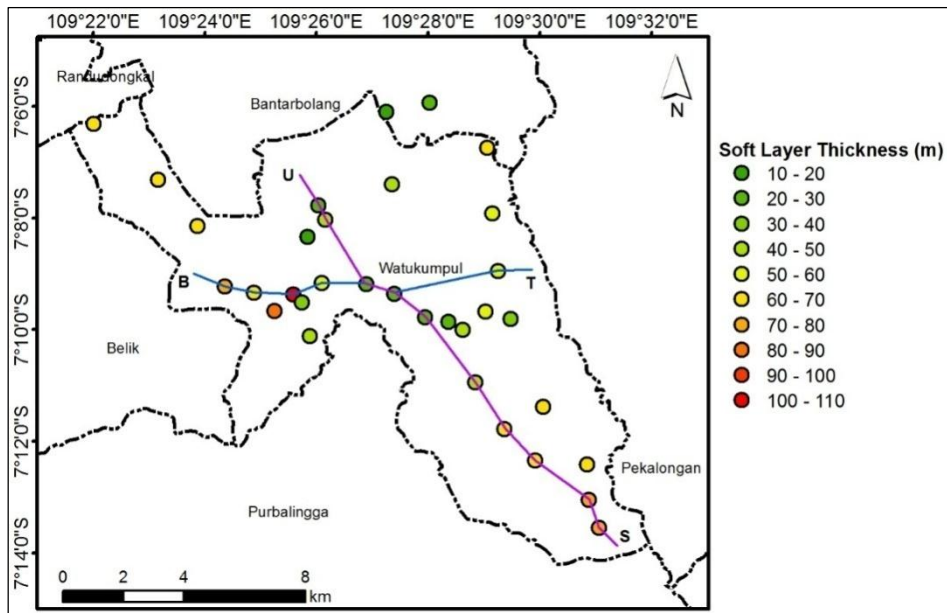 109°22'0"E 109°24'0"E 109°26'0"E 109°28'0"E 109°30'0"E 109°32'0"E
Randudongkal
Bantarbolang
N
7°6'0"S
7°8'0"S
7°10'0"S
7°12'0"S
7°14'0"S
U
B
Watukumpul
T
Belik
Pekalongan
Purbalingga
S
0 2 4 8
km
Soft Layer Thickness (m)
10 - 20
20 - 30
30 - 40
40 - 50
50 - 60
60 - 70
70 - 80
80 - 90
90 - 100
100 - 110